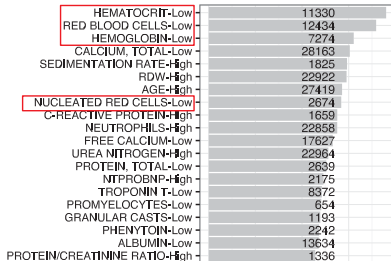 HEMATOCRIT-Low 11330
RED BLOOD CELLS-Low 12434
HEMOGLOBIN-Low 7274
CALCIUM, TOTAL-Low 28163
SEDIMENTATION RATE-High 1825
RDW-High 22922
AGE-High 27419
NUCLEATED RED CELLS-Low 2674
C-REACTIVE PROTEIN-High 1659
NEUTROPHILS-High 22858
FREE CALCIUM-Low 17627
UREA NITROGEN-High 22964
PROTEIN, TOTAL-Low 2639
NTPROBNP-High 2175
TROPONIN T-Low 8372
PROMYELOCYTES-Low 654
GRANULAR CASTS-Low 1193
PHENYTOIN-Low 2242
ALBUMIN-Low 13634
PROTEIN/CREATININE RATIO-High 1336